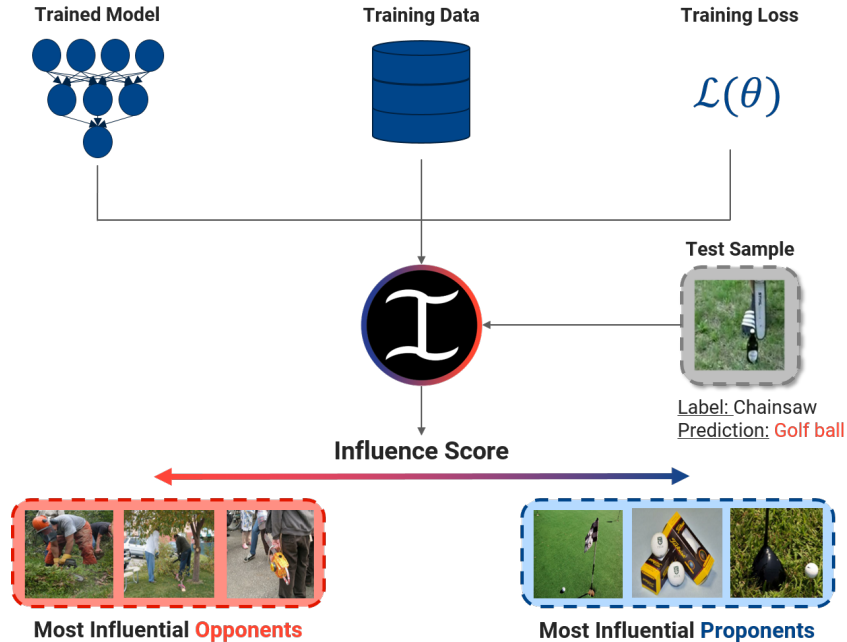 Trained Model
Training Data
Training Loss
ℒ(θ)
Test Sample
ℐ
Label: Chainsaw
Prediction: Golf ball
Influence Score
Most Influential Opponents
Most Influential Proponents